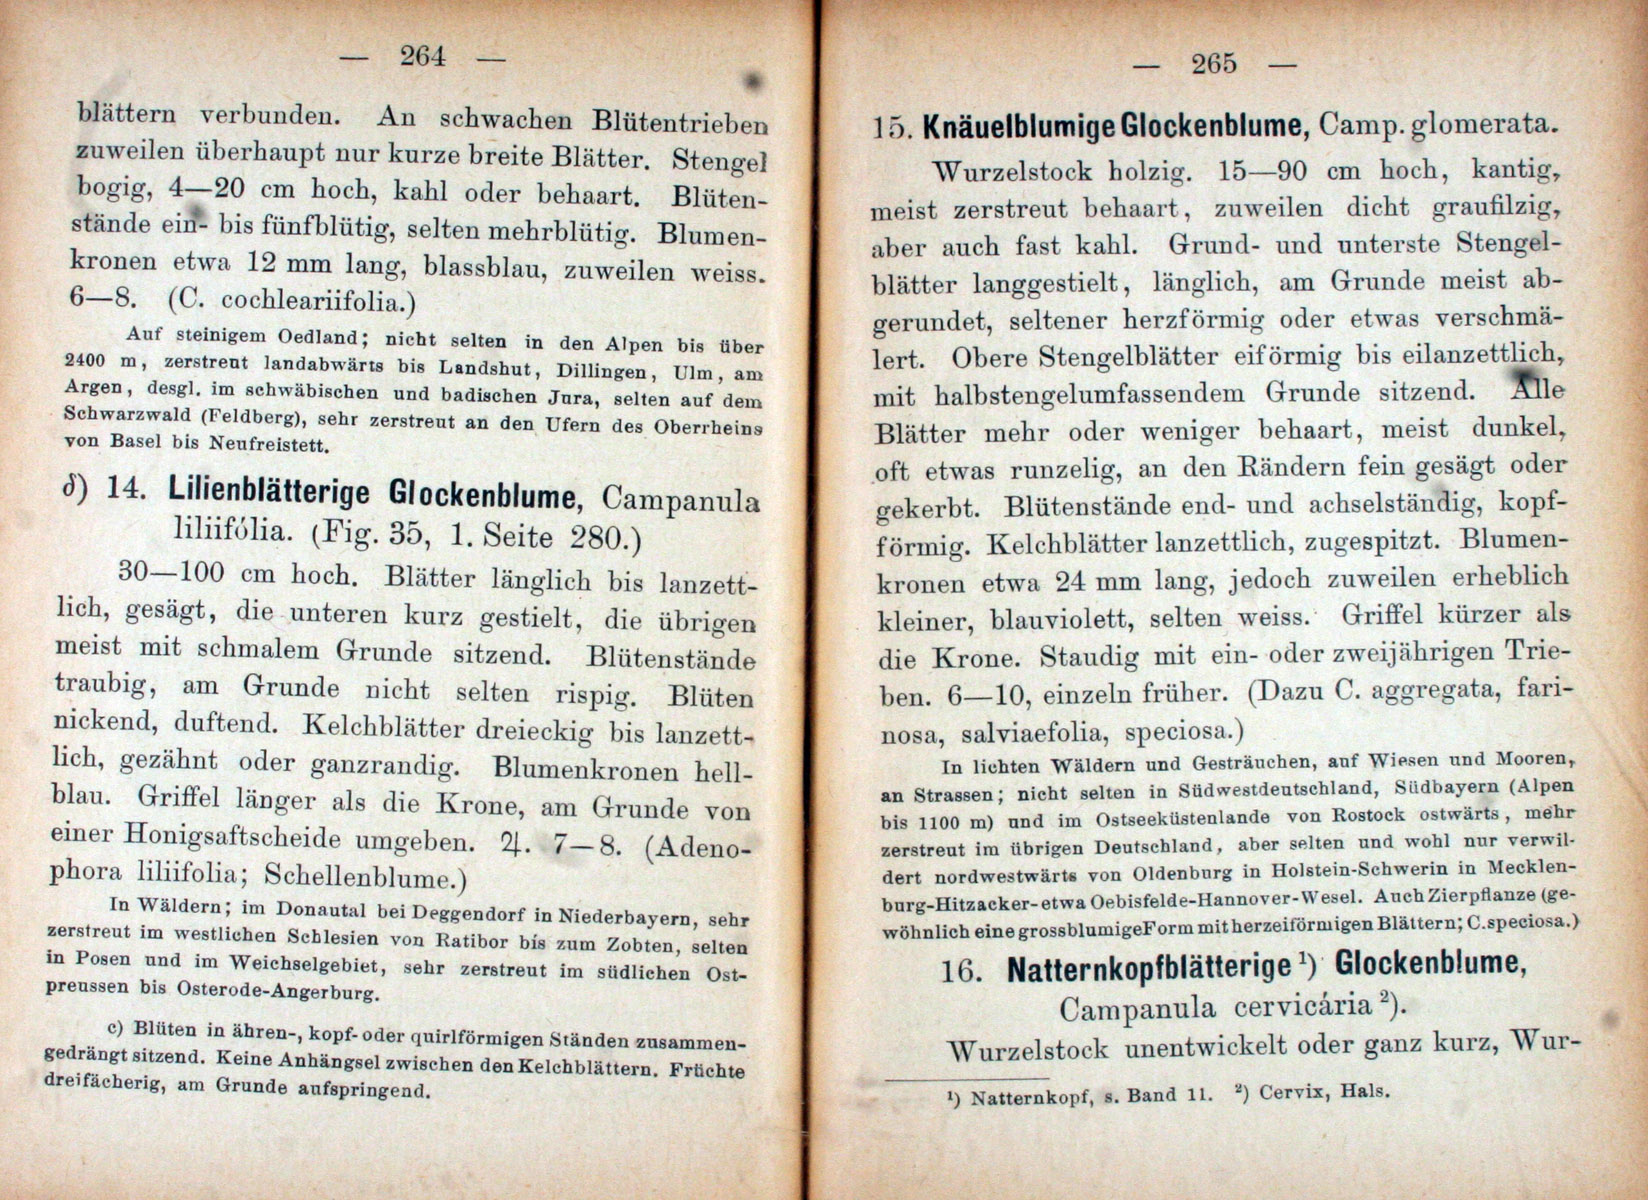 — 264 —
blättern verbunden. An schwachen Blütentrieben
zuweilen überhaupt nur kurze breite Blätter. Stengel
bogig, 4—20 cm hoch, kahl oder behaart. Blüten-
stände ein- bis fünfblütig, selten mehrblütig. Blumen-
kronen etwa 12 mm lang, blassblau, zuweilen weiss.
6—8. (C. cochleariifolia.)
Auf steinigem Oedland; nicht selten in den Alpen bis über
2400 m, zerstreut landabwärts bis Landshut, Dillingen, Ulm, am
Argen, desgl. im schwäbischen und badischen Jura, selten auf dem
Schwarzwald (Feldberg), sehr zerstreut an den Ufern des Oberrheins
von Basel bis Neufreistett.
δ) 14. Lilienblätterige Glockenblume, Campanula
liliifólia. (Fig. 35, 1. Seite 280.)
30—100 cm hoch. Blätter länglich bis lanzett-
lich, gesägt, die unteren kurz gestielt, die übrigen
meist mit schmalem Grunde sitzend. Blütenstände
traubig, am Grunde nicht selten rispig. Blüten
nickend, duftend. Kelchblätter dreieckig bis lanzett-
lich, gezähnt oder ganzrandig. Blumenkronen hell-
blau. Griffel länger als die Krone, am Grunde von
einer Honigsaftscheide umgeben. ♃. 7—8. (Adeno-
phora liliifolia; Schellenblume.)
In Wäldern; im Donautal bei Deggendorf in Niederbayern, sehr
zerstreut im westlichen Schlesien von Ratibor bis zum Zobten, selten
in Posen und im Weichselgebiet, sehr zerstreut im südlichen Ost-
preussen bis Osterode-Angerburg.
c) Blüten in ähren-, kopf- oder quirlförmigen Ständen zusammen-
gedrängt sitzend. Keine Anhängsel zwischen den Kelchblättern. Früchte
dreifächerig, am Grunde aufspringend.
— 265 —
15. Knäuelblumige Glockenblume, Camp. glomerata.
Wurzelstock holzig. 15—90 cm hoch, kantig,
meist zerstreut behaart, zuweilen dicht graufilzig,
aber auch fast kahl. Grund- und unterste Stengel-
blätter langgestielt, länglich, am Grunde meist ab-
gerundet, seltener herzförmig oder etwas verschmä-
lert. Obere Stengelblätter eiförmig bis eilanzettlich,
mit halbstengelumfassendem Grunde sitzend. Alle
Blätter mehr oder weniger behaart, meist dunkel,
oft etwas runzelig, an den Rändern fein gesägt oder
gekerbt. Blütenstände end- und achselständig, kopf-
förmig. Kelchblätter lanzettlich, zugespitzt. Blumen-
kronen etwa 24 mm lang, jedoch zuweilen erheblich
kleiner, blauviolett, selten weiss. Griffel kürzer als
die Krone. Staudig mit ein- oder zweijährigen Trie-
ben. 6—10, einzeln früher. (Dazu C. aggregata, fari-
nosa, salviaefolia, speciosa.)
In lichten Wäldern und Gesträuchen, auf Wiesen und Mooren,
an Strassen; nicht selten in Südwestdeutschland, Südbayern (Alpen
bis 1100 m) und im Ostseeküstenlande von Rostock ostwärts, mehr
zerstreut im übrigen Deutschland, aber selten und wohl nur verwil-
dert nordwestwärts von Oldenburg in Holstein-Schwerin in Mecklen-
burg-Hitzacker-etwa Oebisfelde-Hannover-Wesel. Auch Zierpflanze (ge-
wöhnlich eine grossblumige Form mit herzeiförmigen Blättern; C. speciosa.)
16. Natternkopfblätterige ¹) Glockenblume,
Campanula cervicária ²).
Wurzelstock unentwickelt oder ganz kurz, Wur-
¹) Natternkopf, s. Band 11. ²) Cervix, Hals.